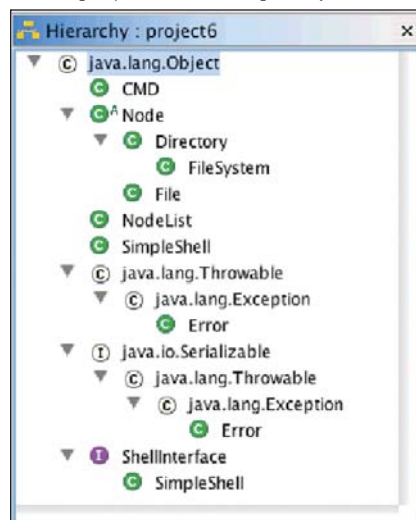 Hierarchy : project6
java.lang.Object
CMD
A Node
Directory
FileSystem
File
NodeList
SimpleShell
java.lang.Throwable
java.lang.Exception
Error
java.io.Serializable
java.lang.Throwable
java.lang.Exception
Error
ShellInterface
SimpleShell